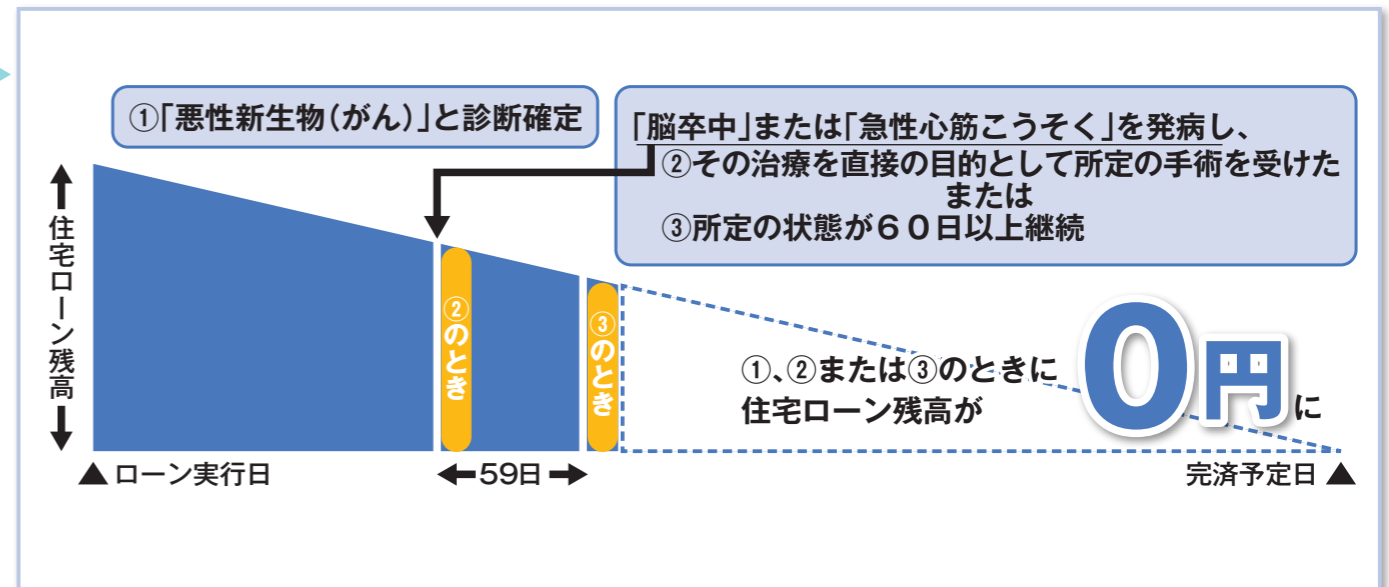 ①「悪性新生物(がん)」と診断確定
「脳卒中」または「急性心筋こうそく」を発病し、
②その治療を直接の目的として所定の手術を受けた
または
③所定の状態が60日以上継続
住宅ローン残高
②のとき
③のとき
①、②または③のときに
住宅ローン残高が
0円に
▲ローン実行日
59日
完済予定日▲